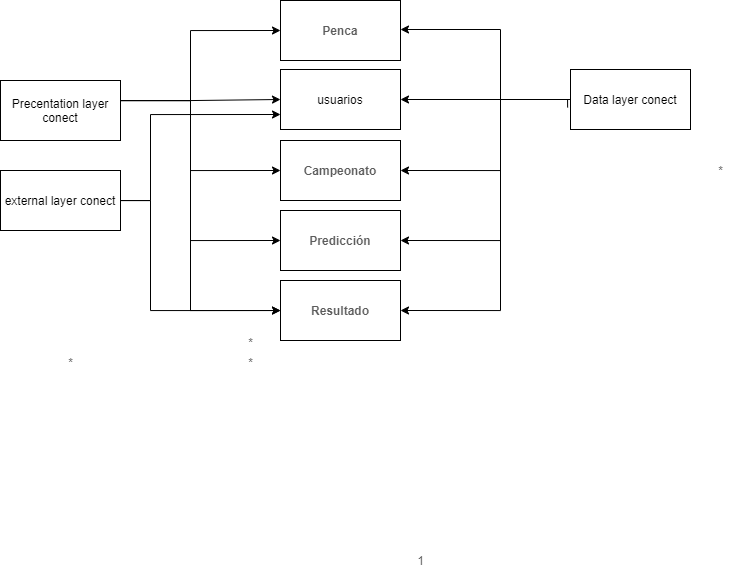 Penca
Precentation layer
conect
usuarios
Data layer conect
external layer conect
Campeonato
*
Predicción
Resultado
*
*
*
1